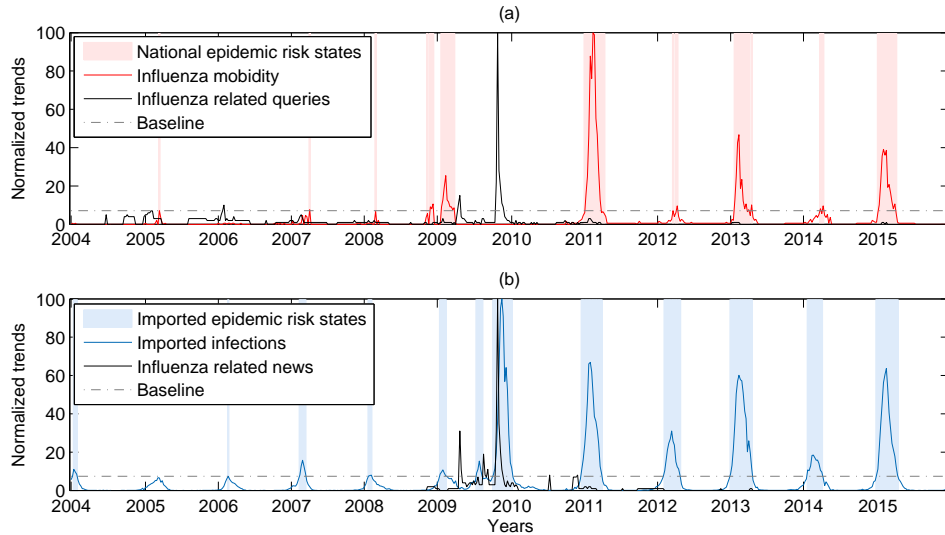 (a)
100
80
60
40
20
0
Normalized trends
National epidemic risk states
Influenza mobidity
Influenza related queries
Baseline
2004 2005 2006 2007 2008 2009 2010 2011 2012 2013 2014 2015
(b)
100
80
60
40
20
0
Normalized trends
Imported epidemic risk states
Imported infections
Influenza related news
Baseline
2004 2005 2006 2007 2008 2009 2010 2011 2012 2013 2014 2015
Years